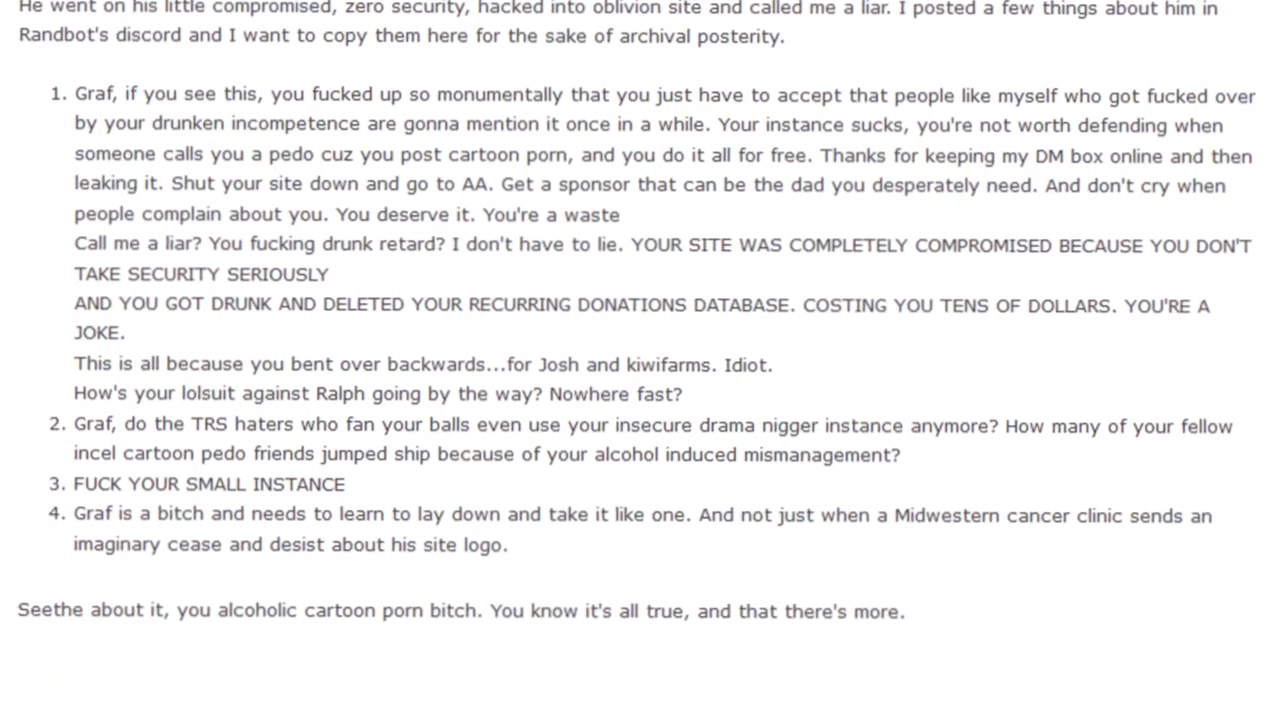 He went on his little compromised, zero security, hacked into oblivion site and called me a liar. I posted a few things about him in
Randbot's discord and I want to copy them here for the sake of archival posterity.
1. Graf, if you see this, you fucked up so monumentally that you just have to accept that people like myself who got fucked over
by your drunken incompetence are gonna mention it once in a while. Your instance sucks, you're not worth defending when
someone calls you a pedo cuz you post cartoon porn, and you do it all for free. Thanks for keeping my DM box online and then
leaking it. Shut your site down and go to AA. Get a sponsor that can be the dad you desperately need. And don't cry when
people complain about you. You deserve it. You're a waste
Call me a liar? You fucking drunk retard? I don't have to lie. YOUR SITE WAS COMPLETELY COMPROMISED BECAUSE YOU DON'T
TAKE SECURITY SERIOUSLY
AND YOU GOT DRUNK AND DELETED YOUR RECURRING DONATIONS DATABASE. COSTING YOU TENS OF DOLLARS. YOU'RE A
JOKE.
This is all because you bent over backwards...for Josh and kiwifarms. Idiot.
How's your lolsuit against Ralph going by the way? Nowhere fast?
2. Graf, do the TRS haters who fan your balls even use your insecure drama nigger instance anymore? How many of your fellow
incel cartoon pedo friends jumped ship because of your alcohol induced mismanagement?
3. FUCK YOUR SMALL INSTANCE
4. Graf is a bitch and needs to learn to lay down and take it like one. And not just when a Midwestern cancer clinic sends an
imaginary cease and desist about his site logo.
Seethe about it, you alcoholic cartoon porn bitch. You know it's all true, and that there's more.